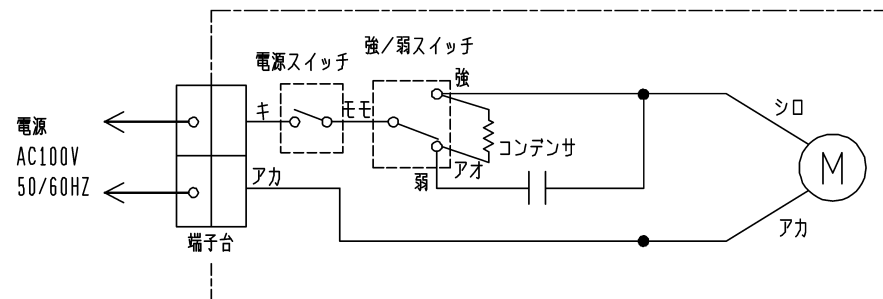 電源スイッチ
強/弱スイッチ
強
キ
モモ
シロ
電源
AC100V
50/60HZ
コンデンサ
アカ
アオ
弱
M
アカ
端子台